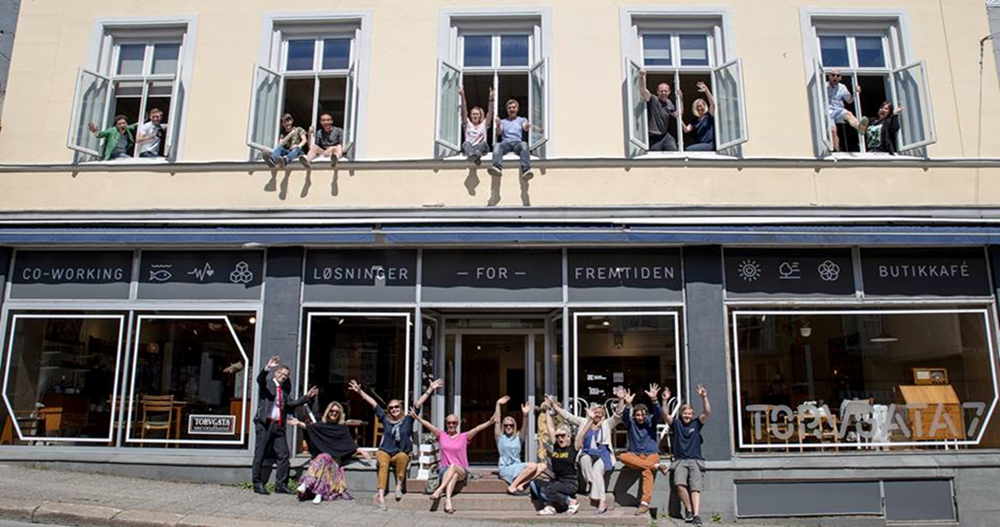 CO-WORKING
LØSNINGER
— FOR —
FREMTIDEN
BUTIKKAFÉ
TORVGATA
secondhand
TORVGATA 7